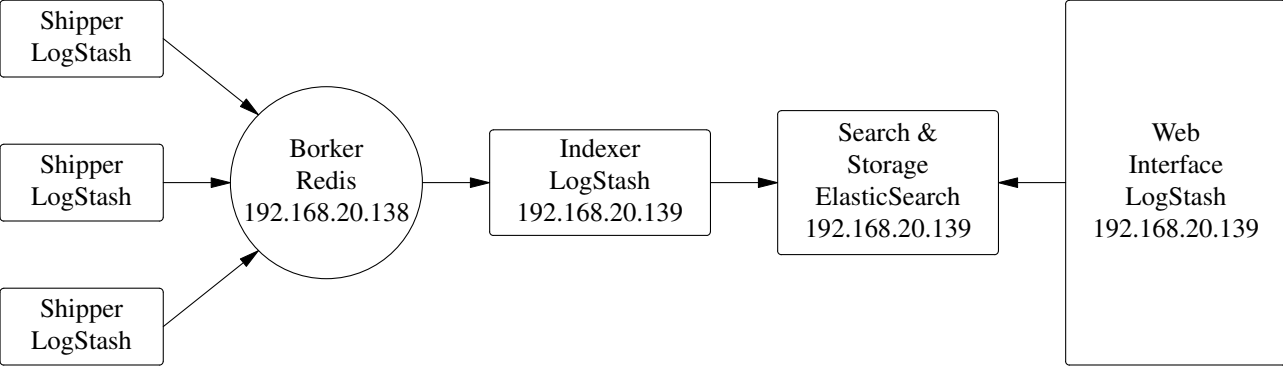 Shipper
LogStash
Shipper
LogStash
Shipper
LogStash
Borker
Redis
192.168.20.138
Indexer
LogStash
192.168.20.139
Search &
Storage
ElasticSearch
192.168.20.139
Web
Interface
LogStash
192.168.20.139